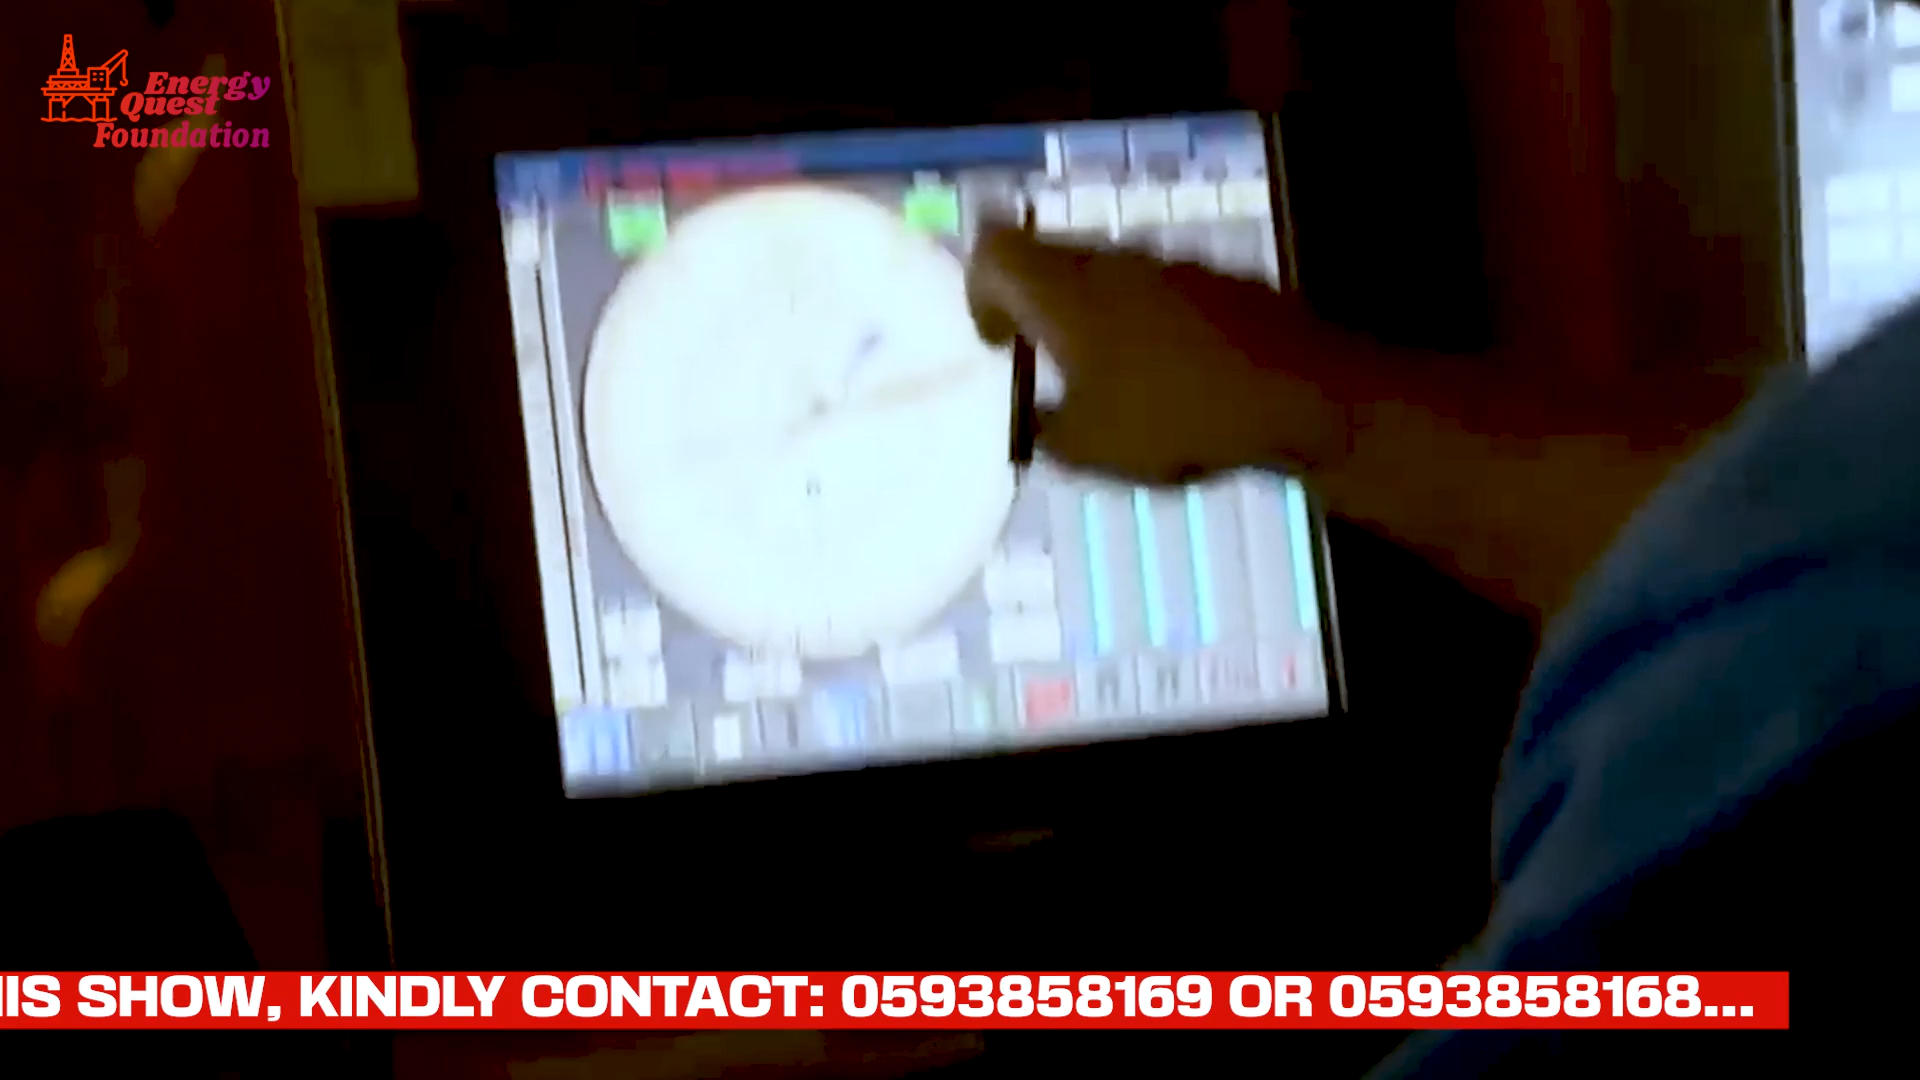 Energy
Quest
Foundation
IS SHOW, KINDLY CONTACT: 0593858169 OR 0593858168...